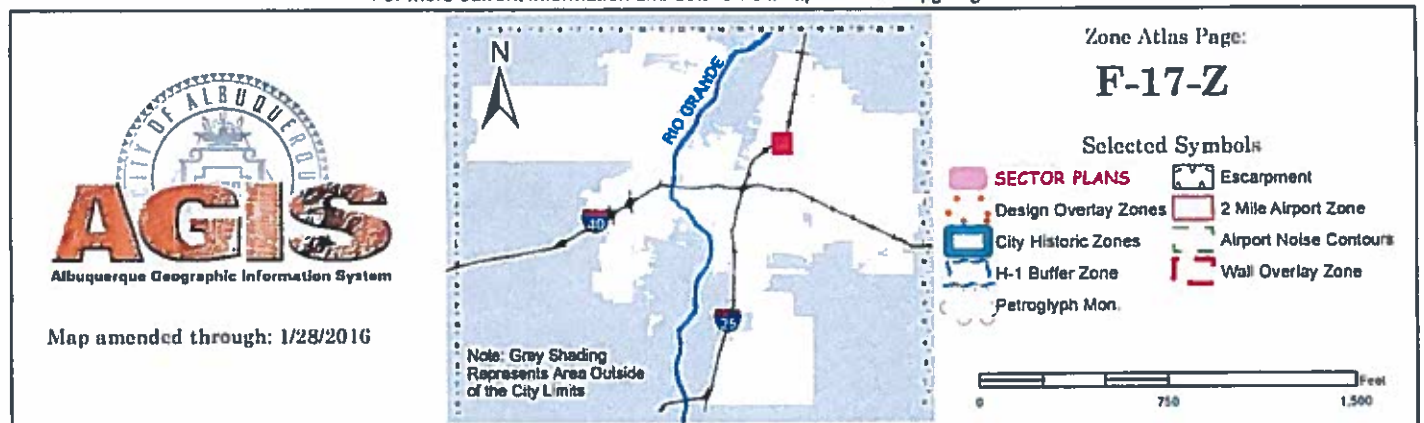 CITY OF ALBUQUERQUE
AGIS
Albuquerque Geographic Information System
Map amended through: 1/28/2016
N
RIO GRANDE
40
25
Note: Grey Shading
Represents Area Outside
of the City Limits
Zone Atlas Page:
F-17-Z
Selected Symbols
SECTOR PLANS
Design Overlay Zones
City Historic Zones
H-1 Buffer Zone
Petroglyph Mon.
Escarpment
2 Mile Airport Zone
Airport Noise Contours
Wall Overlay Zone
Feet
0 750 1,500